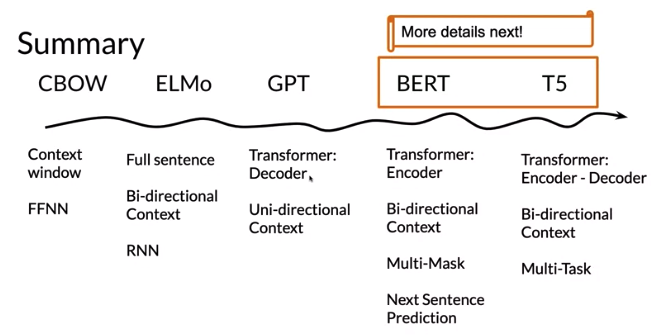 More details next!
Summary
CBOW
ELMo
GPT
BERT
T5
Context
window
FFNN
Full sentence
Bi-directional
Context
RNN
Transformer:
Decoder
Uni-directional
Context
Transformer:
Encoder
Bi-directional
Context
Multi-Mask
Next Sentence
Prediction
Transformer:
Encoder - Decoder
Bi-directional
Context
Multi-Task